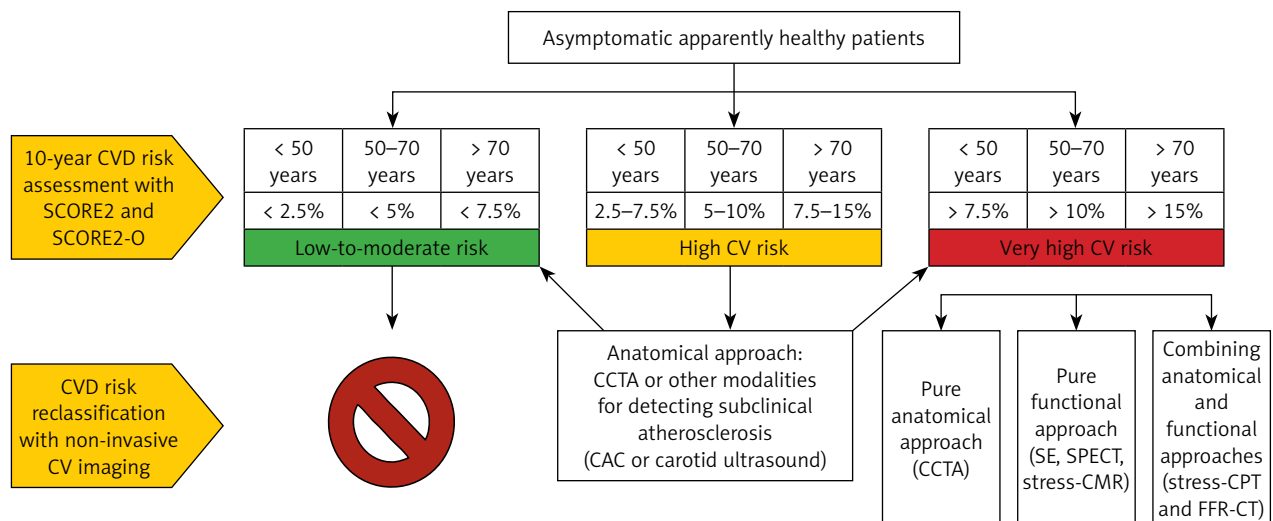 Asymptomatic apparently healthy patients
10-year CVD risk
assessment with
SCORE2 and
SCORE2-O
< 50
years
50–70
years
> 70
years
< 2.5%
< 5%
< 7.5%
Low-to-moderate risk
< 50
years
50–70
years
> 70
years
2.5–7.5%
5–10%
7.5–15%
High CV risk
< 50
years
50–70
years
> 70
years
> 7.5%
> 10%
> 15%
Very high CV risk
CVD risk
reclassification
with non-invasive
CV imaging
Anatomical approach:
CCTA or other modalities
for detecting subclinical
atherosclerosis
(CAC or carotid ultrasound)
Pure
anatomical
approach
(CCTA)
Pure
functional
approach
(SE, SPECT,
stress-CMR)
Combining
anatomical
and
functional
approaches
(stress-CPT
and FFR-CT)